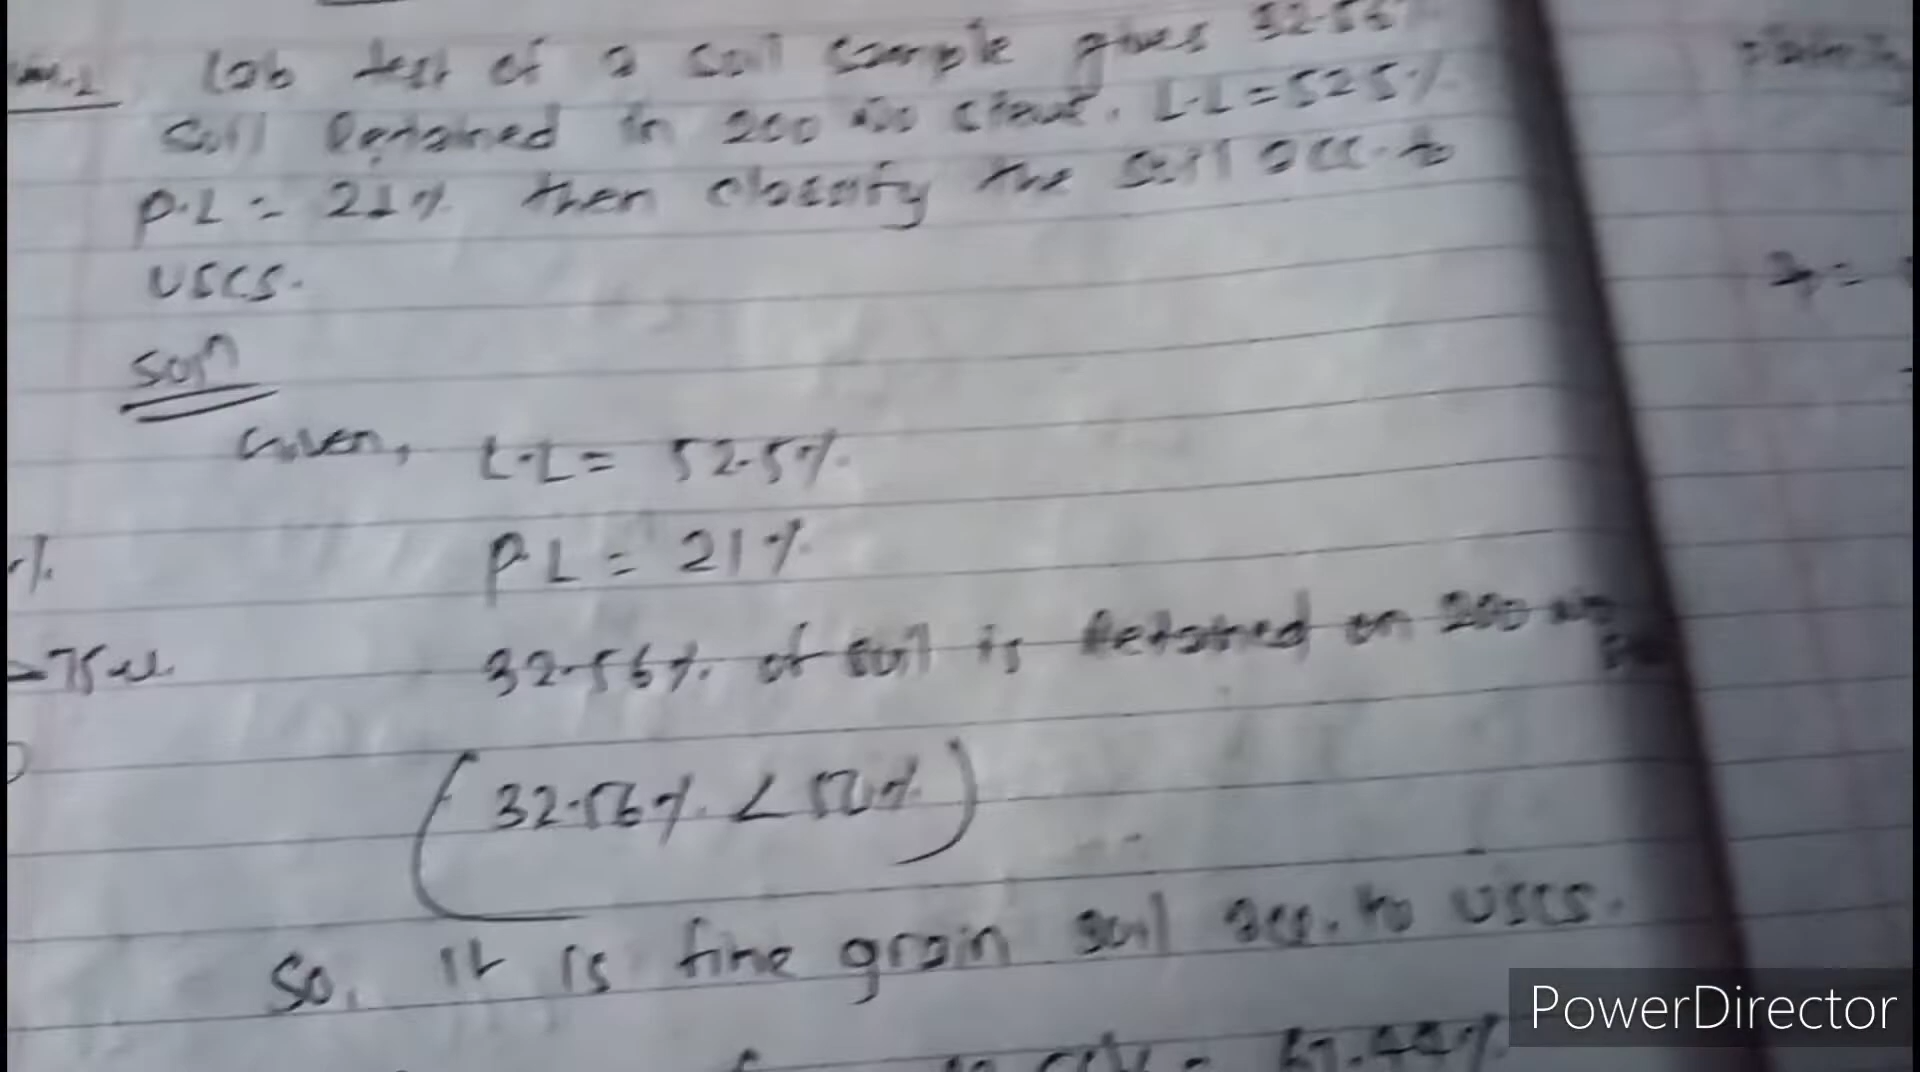 Lab test of a soil sample gives 32.56%
soil Retained in 200 no sieve. L.L = 52.5%
P.L = 21% then classify the soil acc. to
USCS.
Soln
Given, L.L = 52.5%
P.L = 21%
32.56% of soil is Retained on 200 no
(32.56% < 50%)
So, it is fine grain soil acc. to USCS.
67.44%
PowerDirector